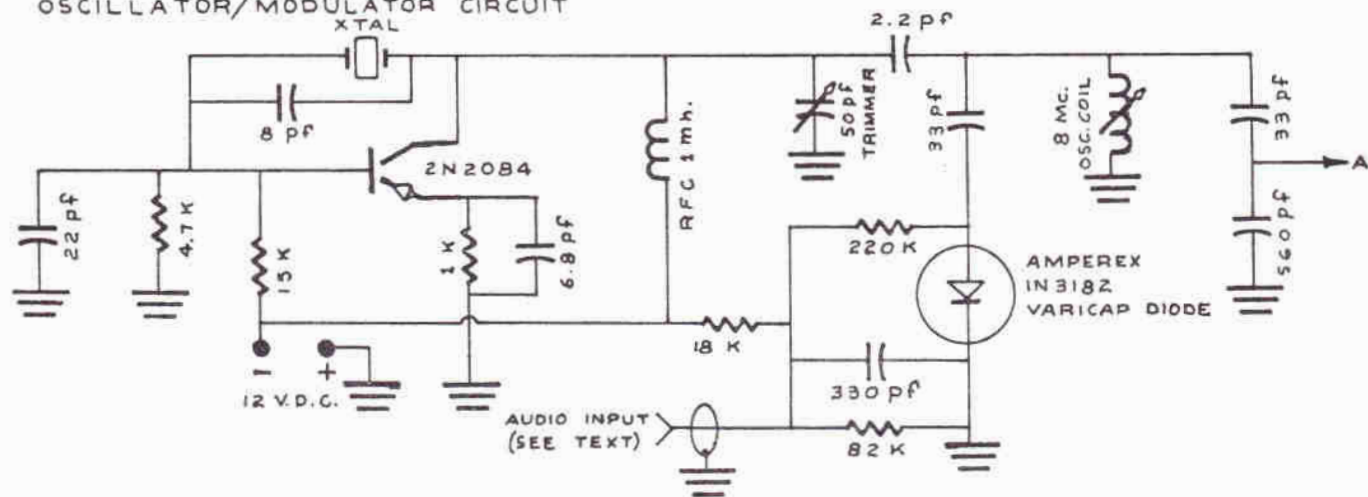 OSCILLATOR/MODULATOR CIRCUIT
XTAL
2.2 pf
8 pf
2N2084
RFC 1 mh.
50 pf
TRIMMER
33 pf
8 MC.
OSC. COIL
33 pf
A
22 pf
4.7 K
15 K
1 K
6.8 pf
220 K
AMPEREX
IN3182
VARICAP DIODE
560 pf
18 K
- +
12 V.D.C.
330 pf
AUDIO INPUT
(SEE TEXT)
82 K